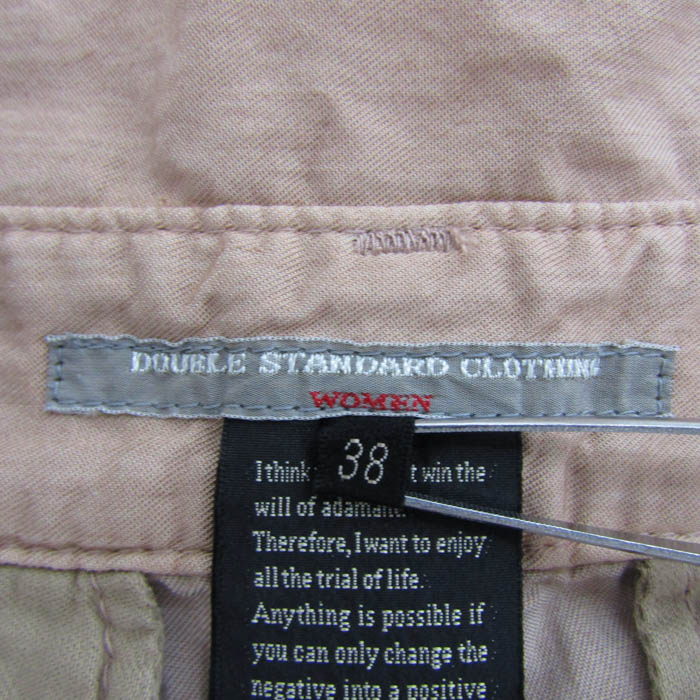 DOUBLE STANDARD CLOTHING
WOMEN
38
I think t win the
will of adamant.
Therefore, I want to enjoy
all the trial of life.
Anything is possible if
you can only change the
negative into a positive